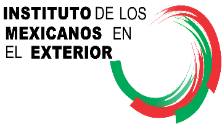 INSTITUTO DE LOS
MEXICANOS EN
EL EXTERIOR